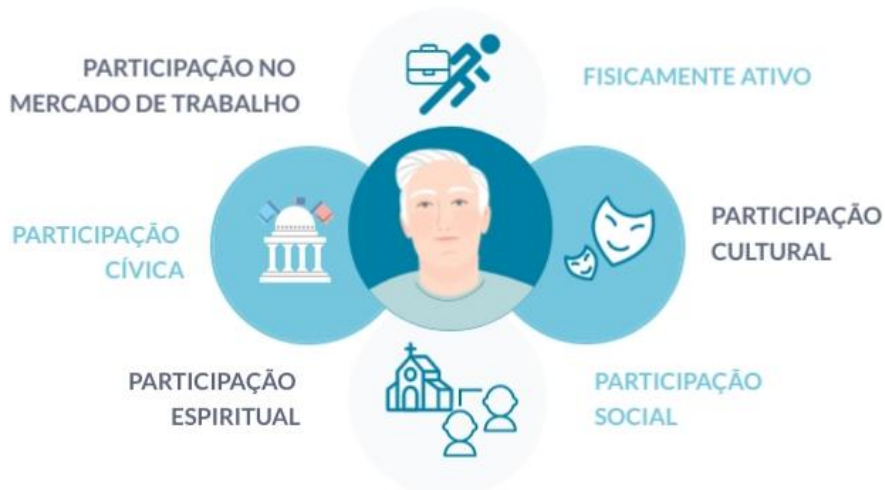 PARTICIPAÇÃO NO
MERCADO DE TRABALHO
FISICAMENTE ATIVO
PARTICIPAÇÃO
CÍVICA
PARTICIPAÇÃO
CULTURAL
PARTICIPAÇÃO
ESPIRITUAL
PARTICIPAÇÃO
SOCIAL